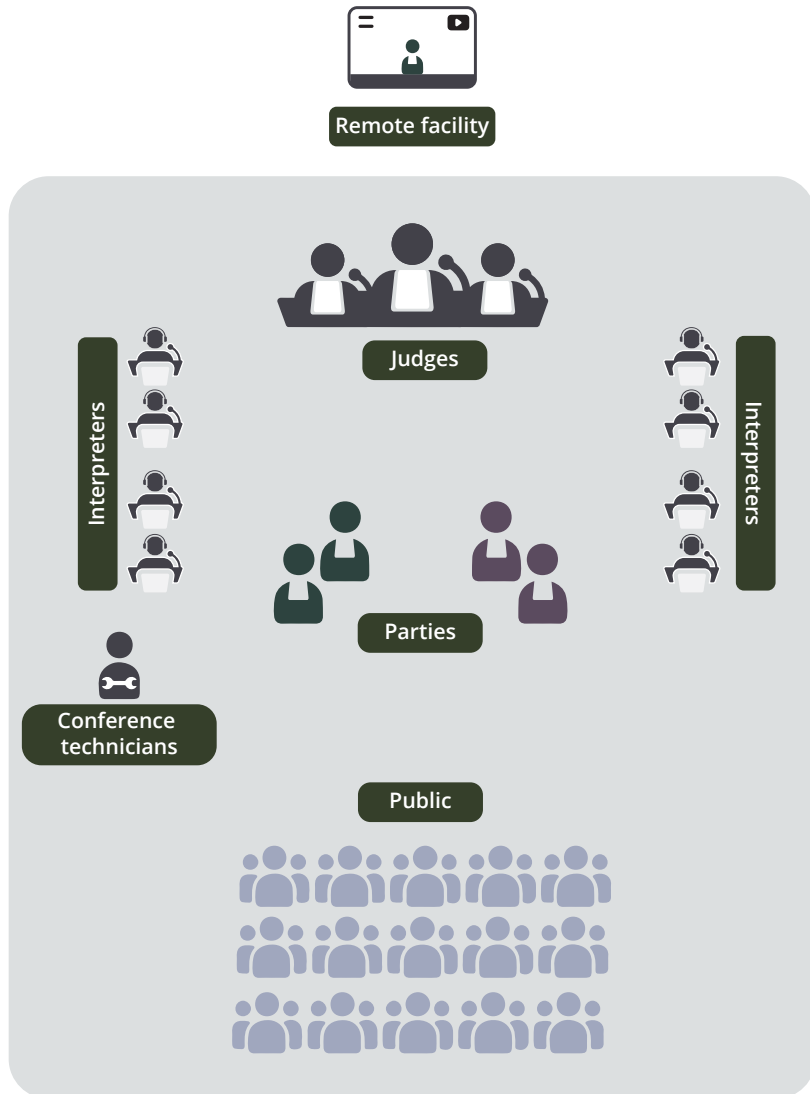 Remote facility
Judges
Interpreters
Interpreters
Parties
Conference
technicians
Public